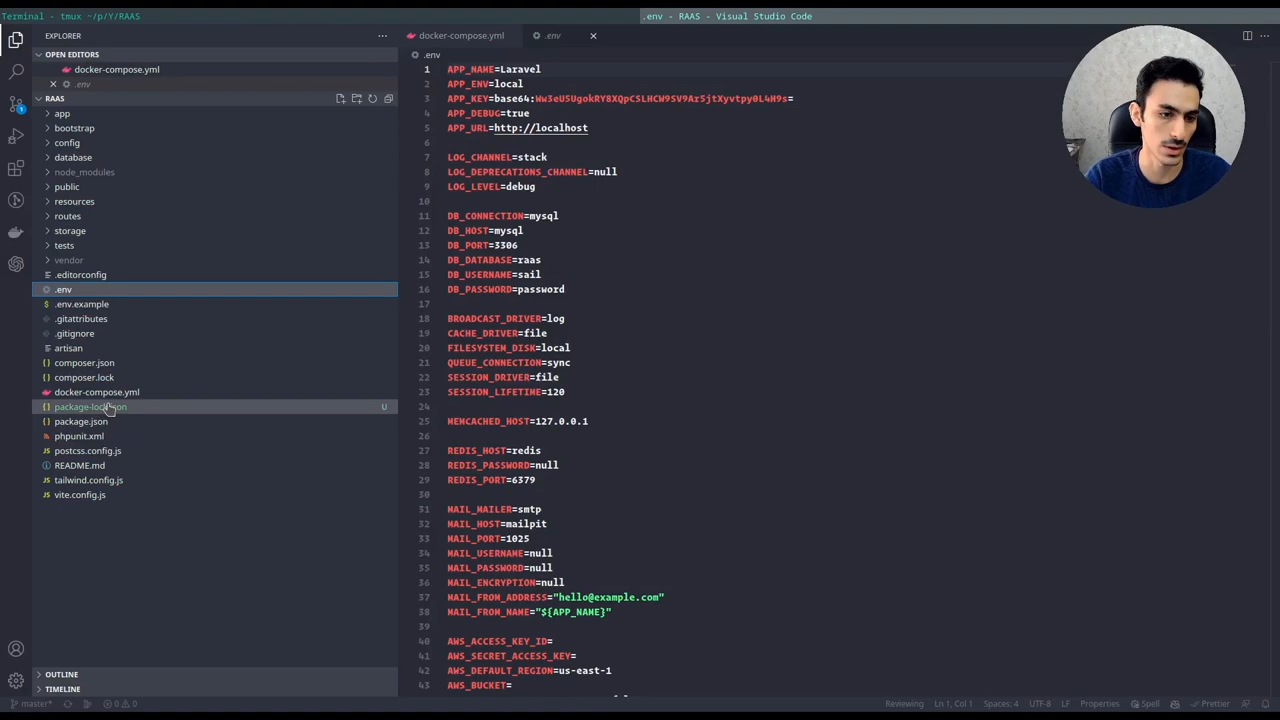 Terminal - tmux ~/p/Y/RAAS
.env - RAAS - Visual Studio Code
EXPLORER
OPEN EDITORS
docker-compose.yml
.env
RAAS
app
bootstrap
config
database
node_modules
public
resources
routes
storage
tests
vendor
.editorconfig
.env
.env.example
.gitattributes
.gitignore
artisan
composer.json
composer.lock
docker-compose.yml
package-lock.json U
package.json
phpunit.xml
postcss.config.js
README.md
tailwind.config.js
vite.config.js
OUTLINE
TIMELINE
docker-compose.yml
.env
.env
1 APP_NAME=Laravel
2 APP_ENV=local
3 APP_KEY=base64:Ww3eU5UgokRY8XQpCSLHCW9SV9Ar5jtXyvtpy0L4H9s=
4 APP_DEBUG=true
5 APP_URL=http://localhost
6
7 LOG_CHANNEL=stack
8 LOG_DEPRECATIONS_CHANNEL=null
9 LOG_LEVEL=debug
10
11 DB_CONNECTION=mysql
12 DB_HOST=mysql
13 DB_PORT=3306
14 DB_DATABASE=raas
15 DB_USERNAME=sail
16 DB_PASSWORD=password
17
18 BROADCAST_DRIVER=log
19 CACHE_DRIVER=file
20 FILESYSTEM_DISK=local
21 QUEUE_CONNECTION=sync
22 SESSION_DRIVER=file
23 SESSION_LIFETIME=120
24
25 MEMCACHED_HOST=127.0.0.1
26
27 REDIS_HOST=redis
28 REDIS_PASSWORD=null
29 REDIS_PORT=6379
30
31 MAIL_MAILER=smtp
32 MAIL_HOST=mailpit
33 MAIL_PORT=1025
34 MAIL_USERNAME=null
35 MAIL_PASSWORD=null
36 MAIL_ENCRYPTION=null
37 MAIL_FROM_ADDRESS="hello@example.com"
38 MAIL_FROM_NAME="${APP_NAME}"
39
40 AWS_ACCESS_KEY_ID=
41 AWS_SECRET_ACCESS_KEY=
42 AWS_DEFAULT_REGION=us-east-1
43 AWS_BUCKET=
1
master*
0
0
Reviewing
Ln 1, Col 1
Spaces: 4
UTF-8
LF
Properties
Spell
Prettier